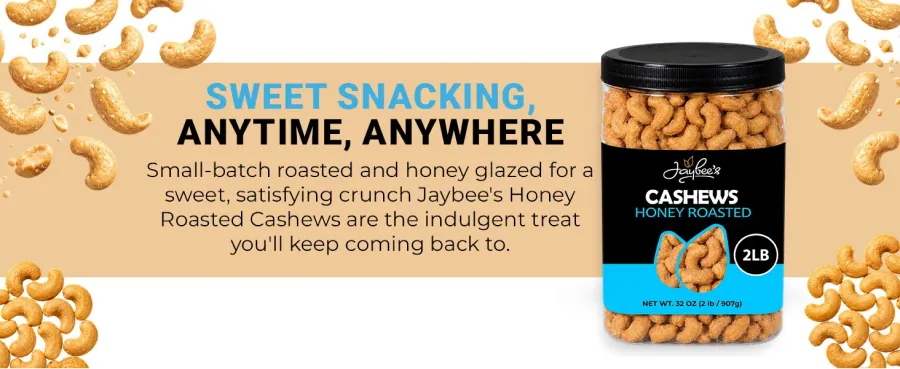 SWEET SNACKING,
ANYTIME, ANYWHERE
Small-batch roasted and honey glazed for a
sweet, satisfying crunch Jaybee's Honey
Roasted Cashews are the indulgent treat
you'll keep coming back to.
Jaybee's
CASHEWS
HONEY ROASTED
2LB
NET WT. 32 OZ (2 lb / 907g)